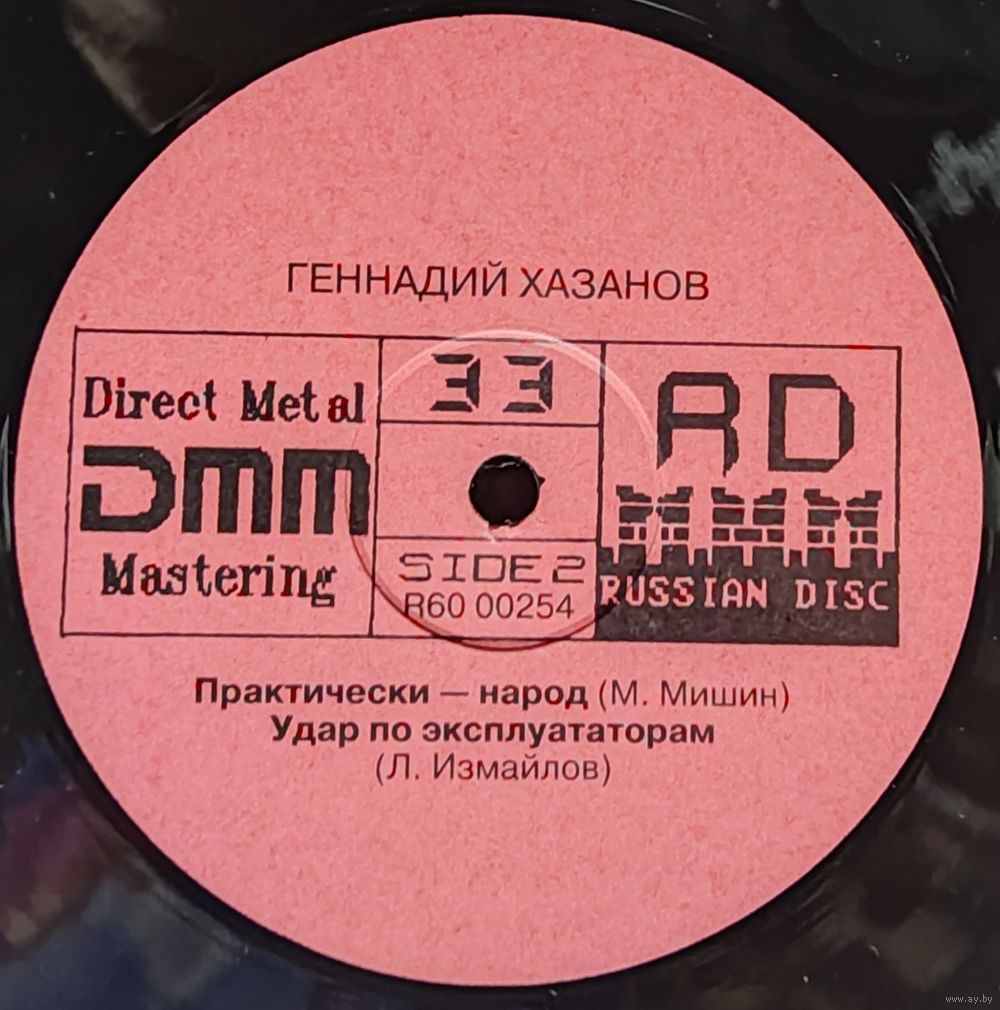 ГЕННАДИЙ ХАЗАНОВ
Direct Metal
DMM
Mastering
33
SIDE 2
R60 00254
RD
RUSSIAN DISC
Практически — народ (М. Мишин)
Удар по эксплуататорам
(Л. Измайлов)
www.ay.by